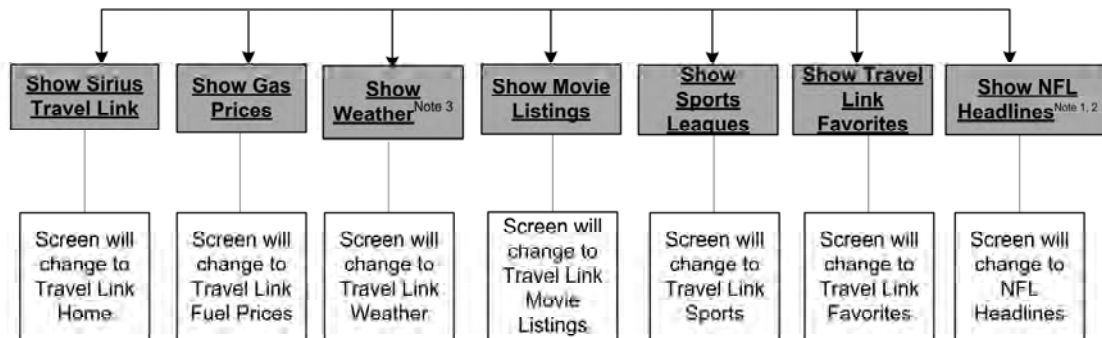 Show Sirius
Travel Link
Show Gas
Prices
Show
Weather Note 3
Show Movie
Listings
Show
Sports
Leagues
Show Travel
Link
Favorites
Show NFL
Headlines Note 1, 2
Screen will
change to
Travel Link
Home
Screen will
change to
Travel Link
Fuel Prices
Screen will
change to
Travel Link
Weather
Screen will
change to
Travel Link
Movie
Listings
Screen will
change to
Travel Link
Sports
Screen will
change to
Travel Link
Favorites
Screen will
change to
NFL
Headlines